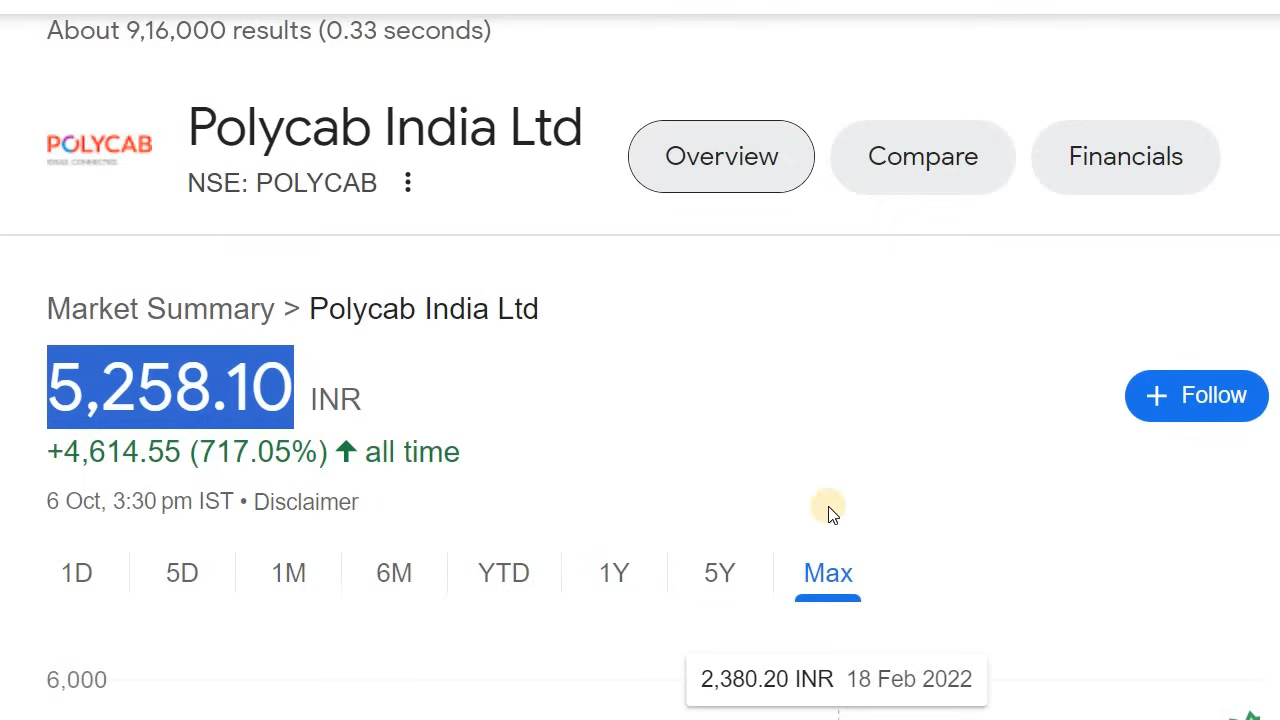 About 9,16,000 results (0.33 seconds)
POLYCAB
Polycab India Ltd
NSE: POLYCAB
Overview
Compare
Financials
Market Summary > Polycab India Ltd
5,258.10 INR
+ Follow
+4,614.55 (717.05%) ↑ all time
6 Oct, 3:30 pm IST • Disclaimer
1D 5D 1M 6M YTD 1Y 5Y Max
6,000
2,380.20 INR 18 Feb 2022